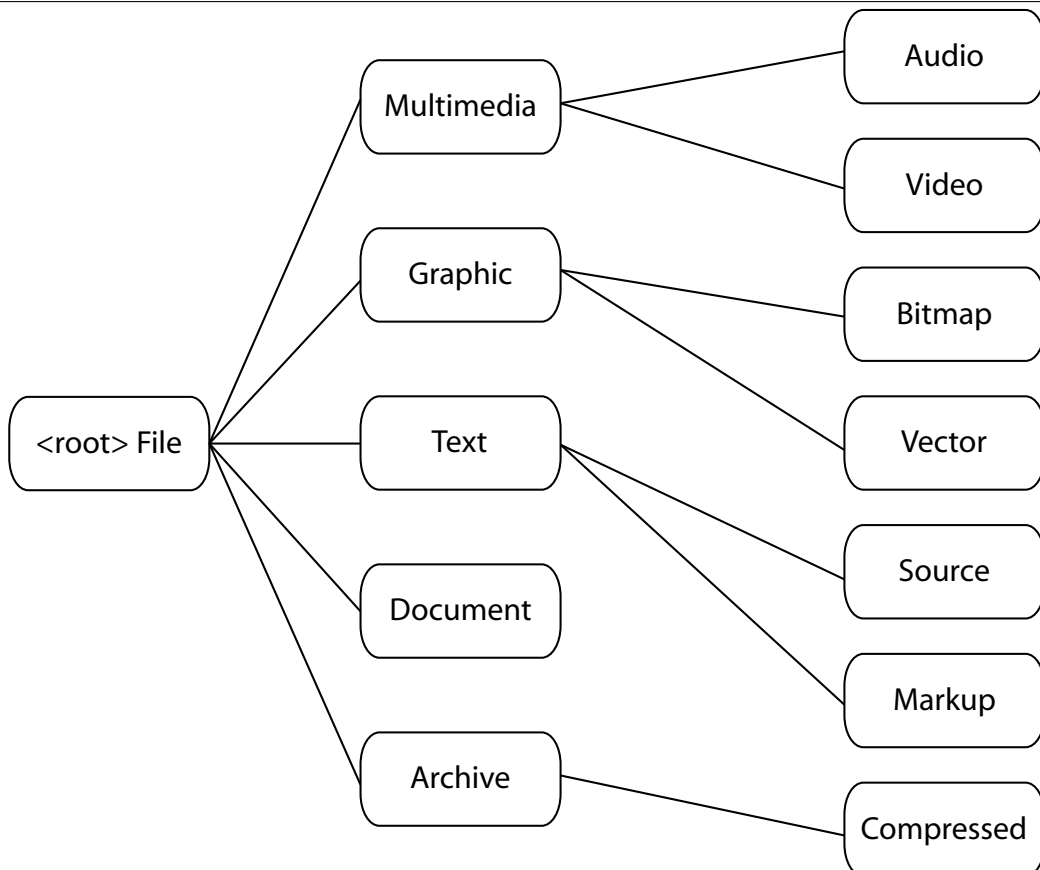 Audio
Multimedia
Video
Graphic
Bitmap
<root> File
Text
Vector
Source
Document
Markup
Archive
Compressed